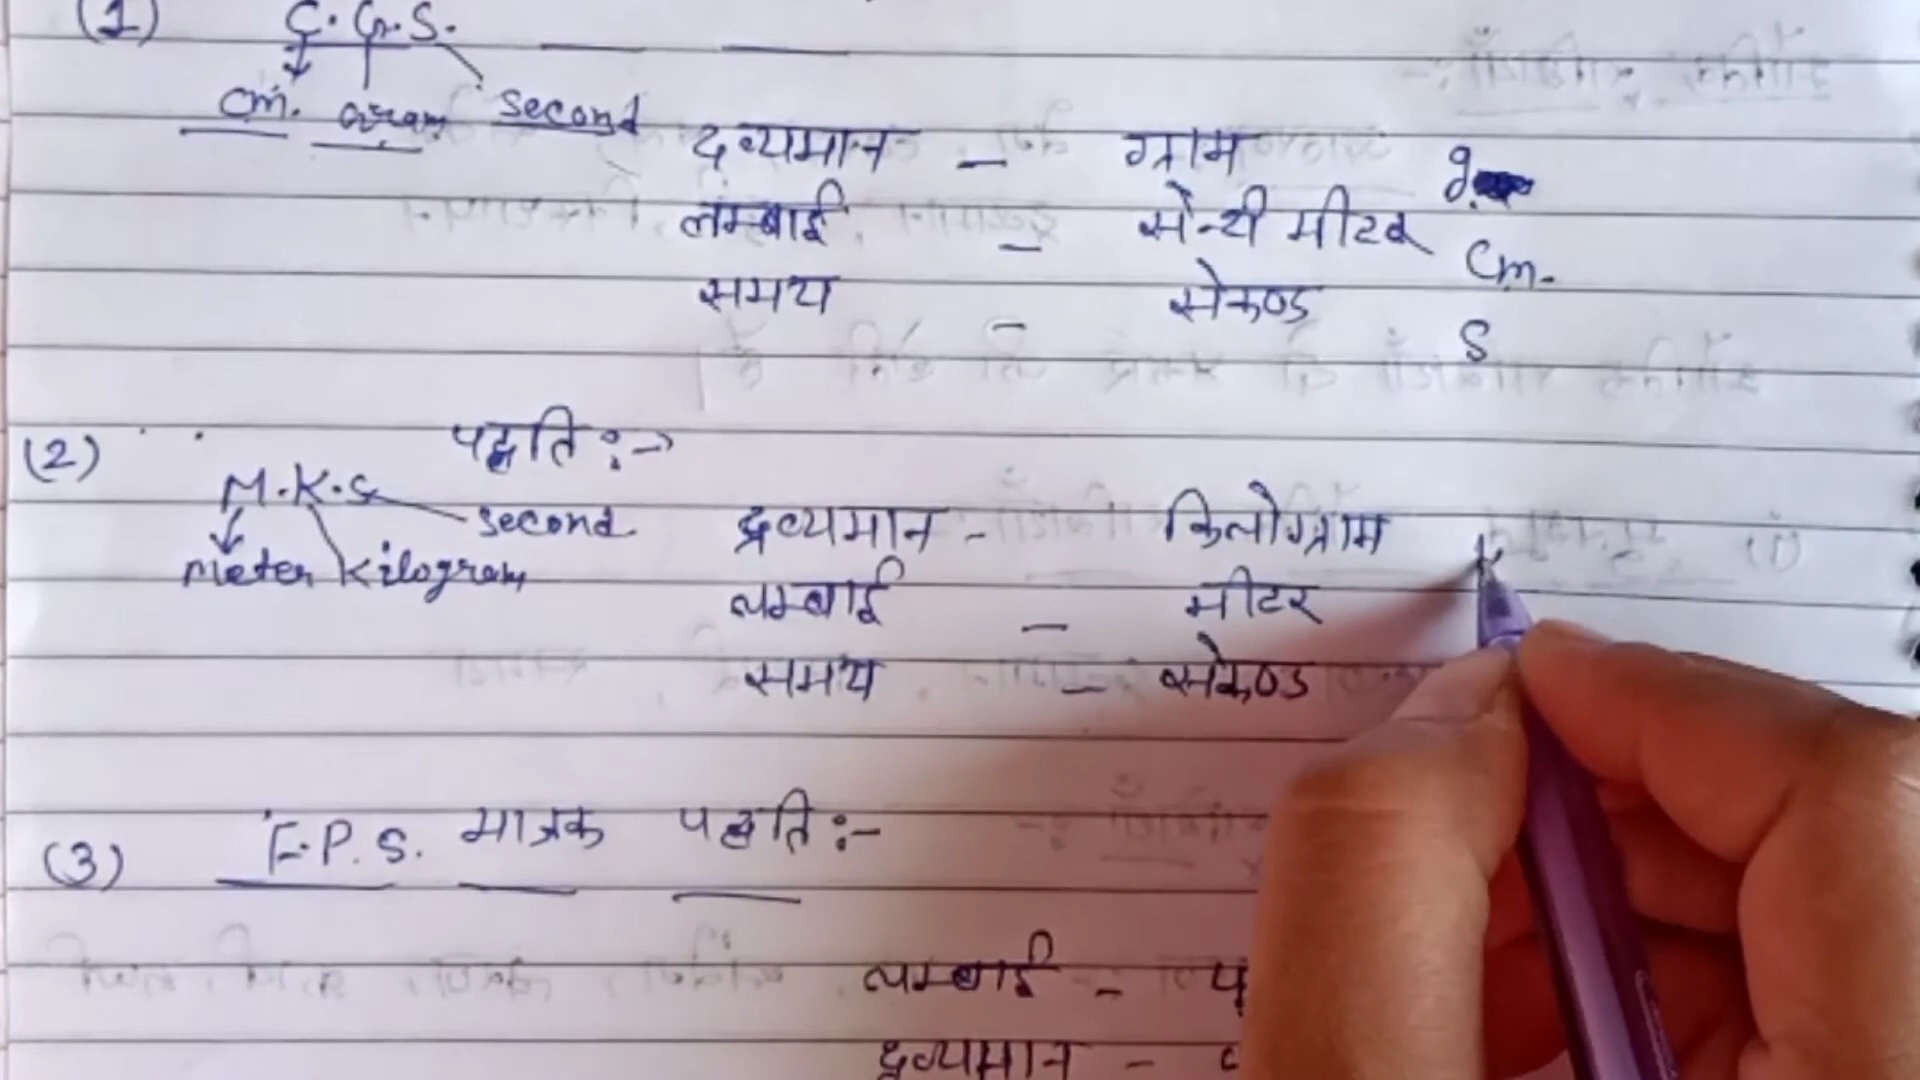 (1) C.G.S.
cm. gram second
द्रव्यमान – ग्राम g
लम्बाई – सेन्टीमीटर cm.
समय – सेकण्ड S
(2) पद्धति :→
M.K.S
second
meter kilogram
द्रव्यमान - किलोग्राम
लम्बाई – मीटर
समय – सेकण्ड
(3) F.P.S. मात्रक पद्धति :-
लम्बाई -
द्रव्यमान -